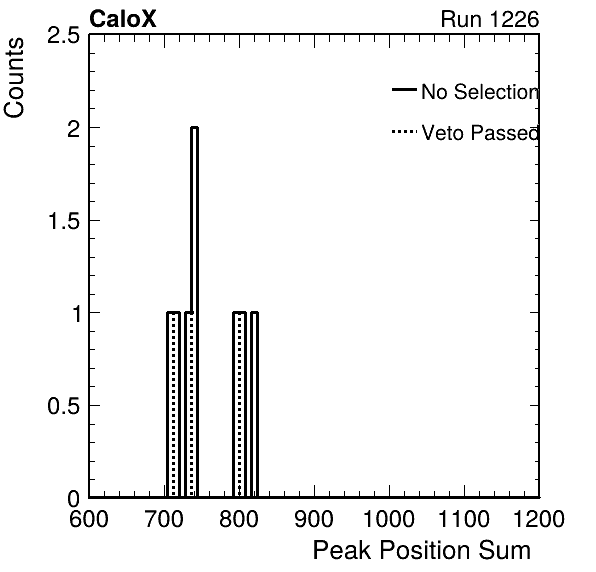 CaloX Run 1226
Counts
2.5
2
1.5
1
0.5
0
No Selection
Veto Passed
600 700 800 900 1000 1100 1200
Peak Position Sum